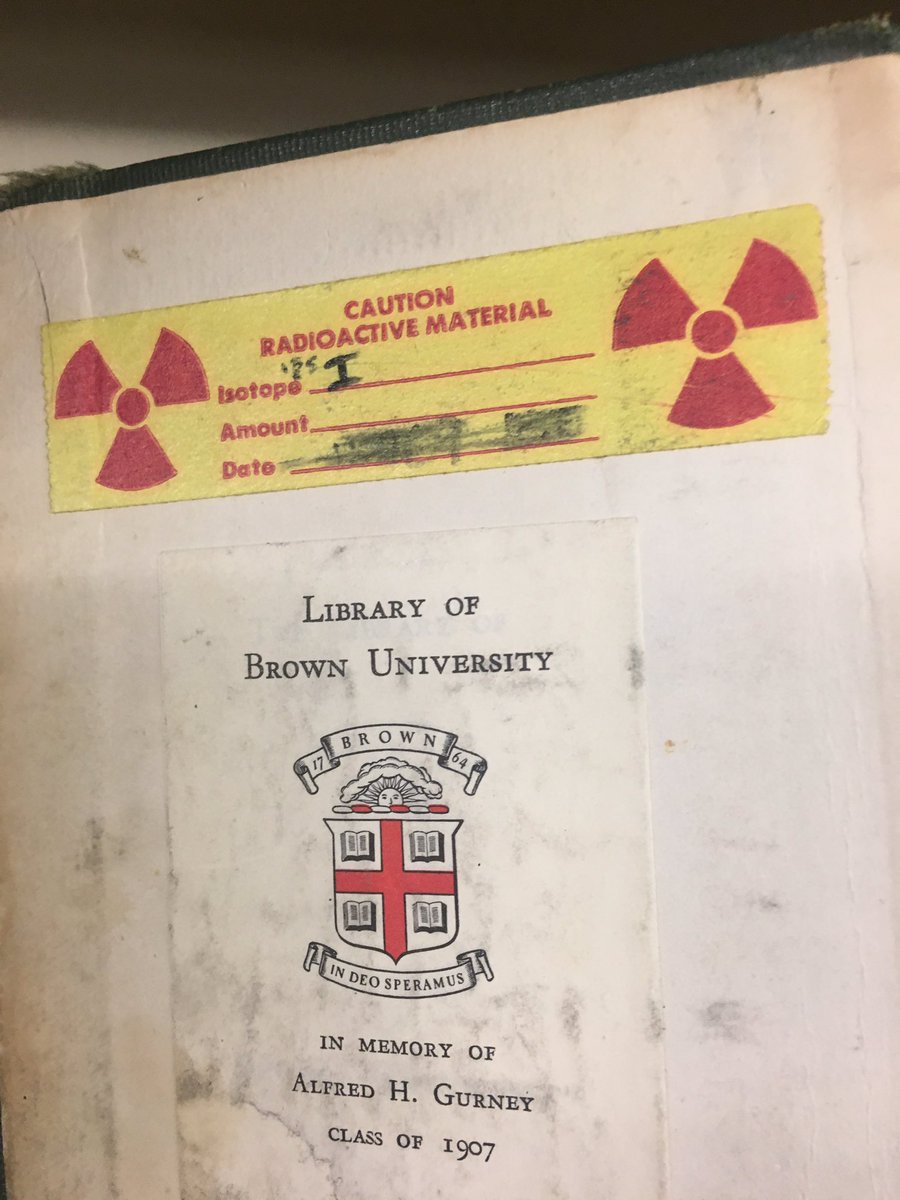 CAUTION
RADIOACTIVE MATERIAL
Isotope I
Amount
Date
LIBRARY OF
BROWN UNIVERSITY
BROWN
17 64
IN DEO SPERAMUS
IN MEMORY OF
ALFRED H. GURNEY
CLASS OF 1907